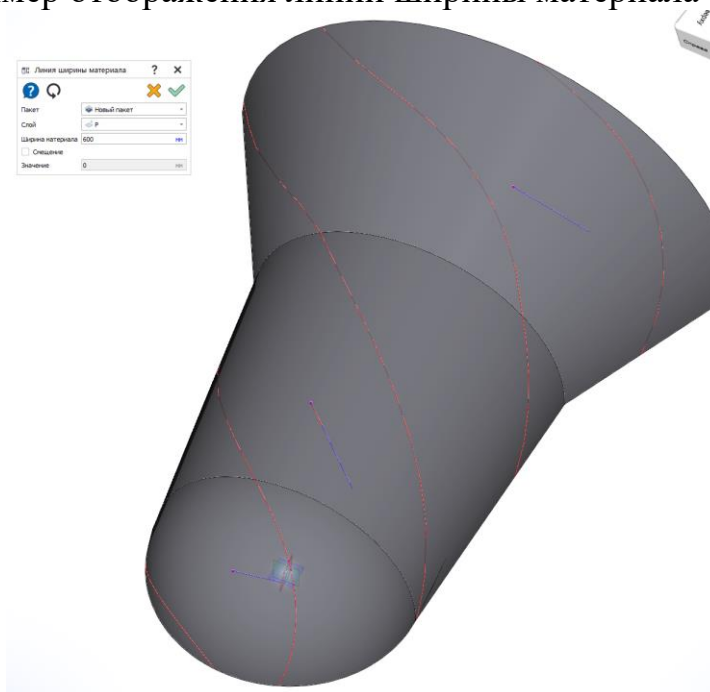 мер отображения линии ширины материала
Линия ширины материала ? ×
?
Пакет Новый пакет
Слой P
Ширина материала 600 мм
Смещение
Значение 0 мм